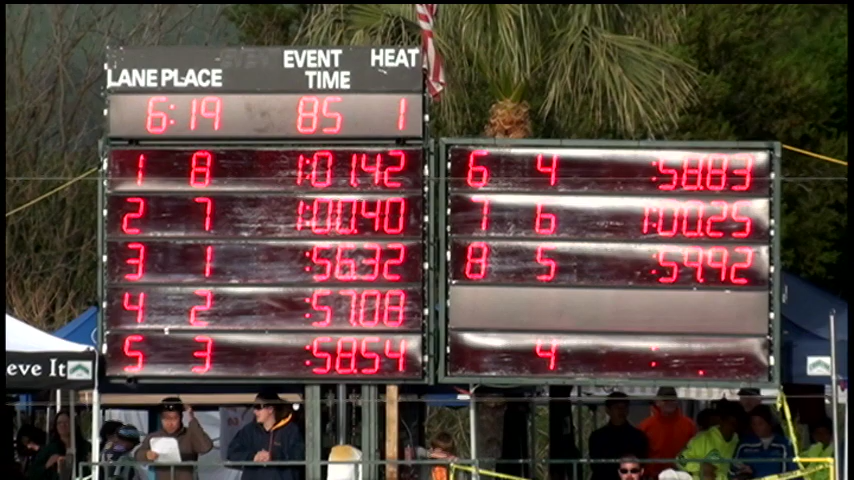 LANE PLACE EVENT TIME HEAT
6:19 85 1
1 8 1:01.42
2 7 1:00.40
3 1 :56.32
4 2 :57.08
5 3 :58.54
6 4 :58.83
7 6 1:00.25
8 5 :59.92
4 : .
eve It